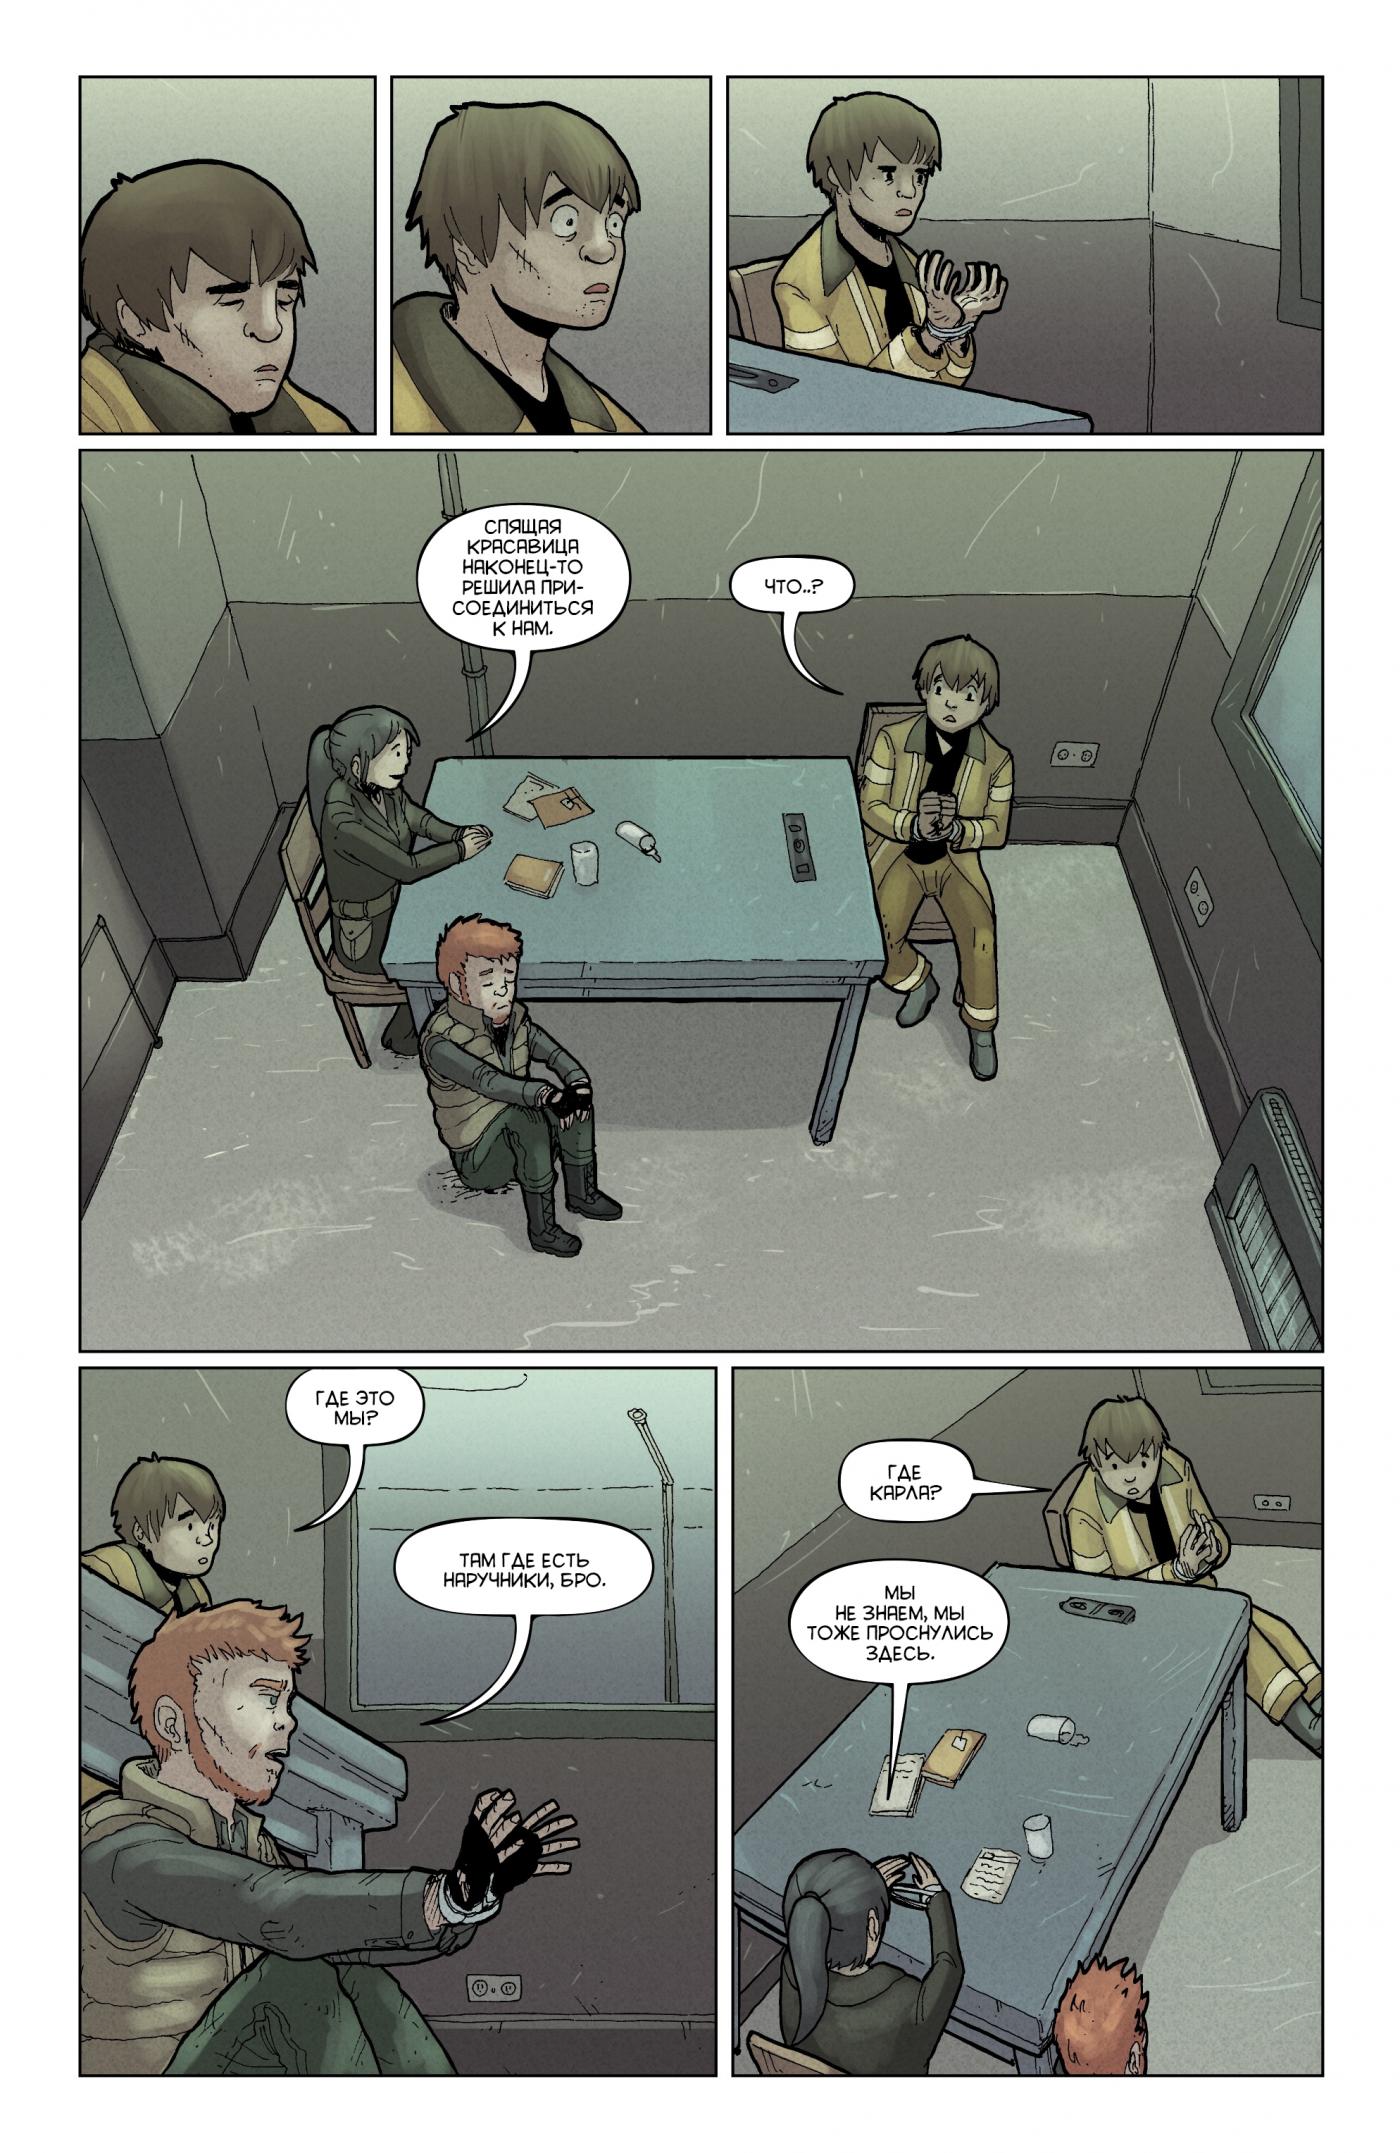 СПЯЩАЯ
КРАСАВИЦА
НАКОНЕЦ-ТО
РЕШИЛА ПРИ-
СОЕДИНИТЬСЯ
К НАМ.
ЧТО..?
ГДЕ ЭТО
МЫ?
ТАМ ГДЕ ЕСТЬ
НАРУЧНИКИ, БРО.
ГДЕ
КАРЛА?
МЫ
НЕ ЗНАЕМ, МЫ
ТОЖЕ ПРОСНУЛИСЬ
ЗДЕСЬ.